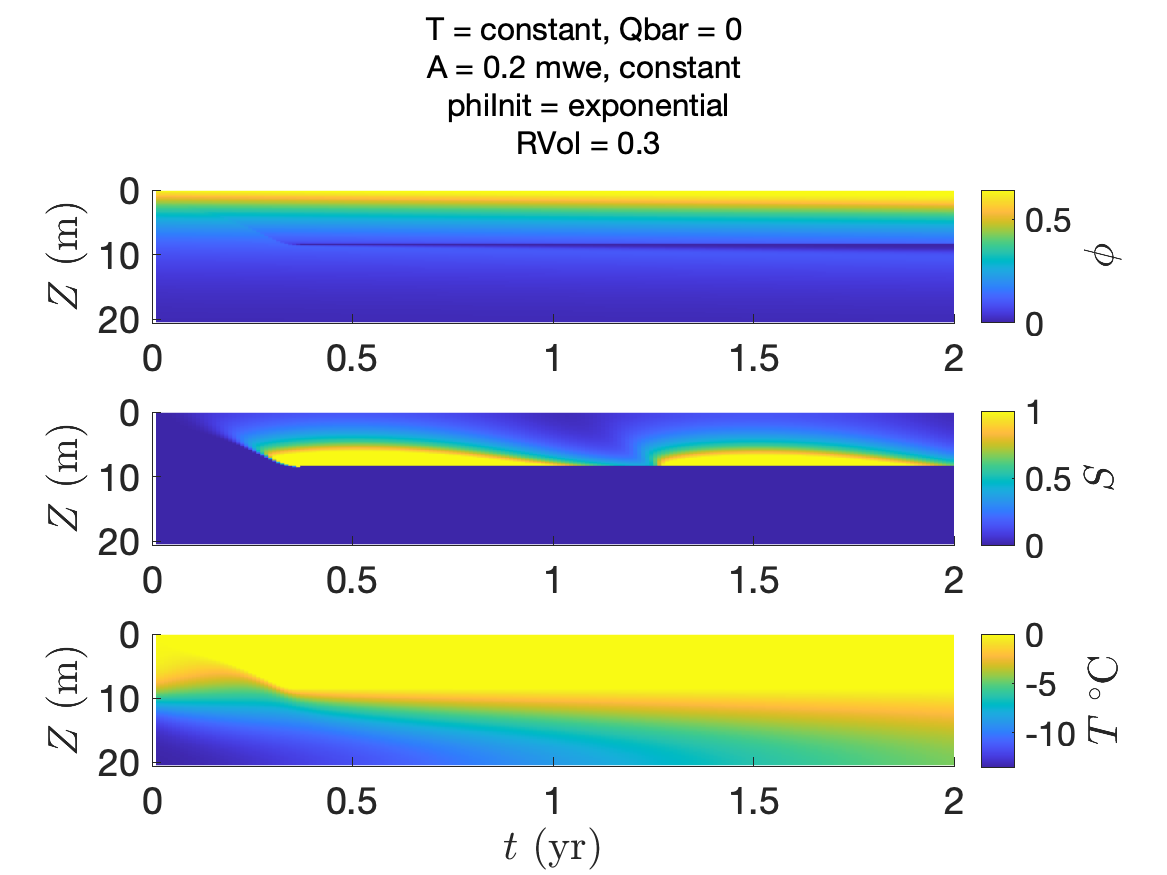 T = constant, Qbar = 0
A = 0.2 mwe, constant
phiInit = exponential
RVol = 0.3
0
10
20
Z (m)
0 0.5 1 1.5 2
0.5
0
ϕ
0
10
20
Z (m)
0 0.5 1 1.5 2
1
0.5
0
S
0
10
20
Z (m)
0 0.5 1 1.5 2
0
-5
-10
T °C
t (yr)